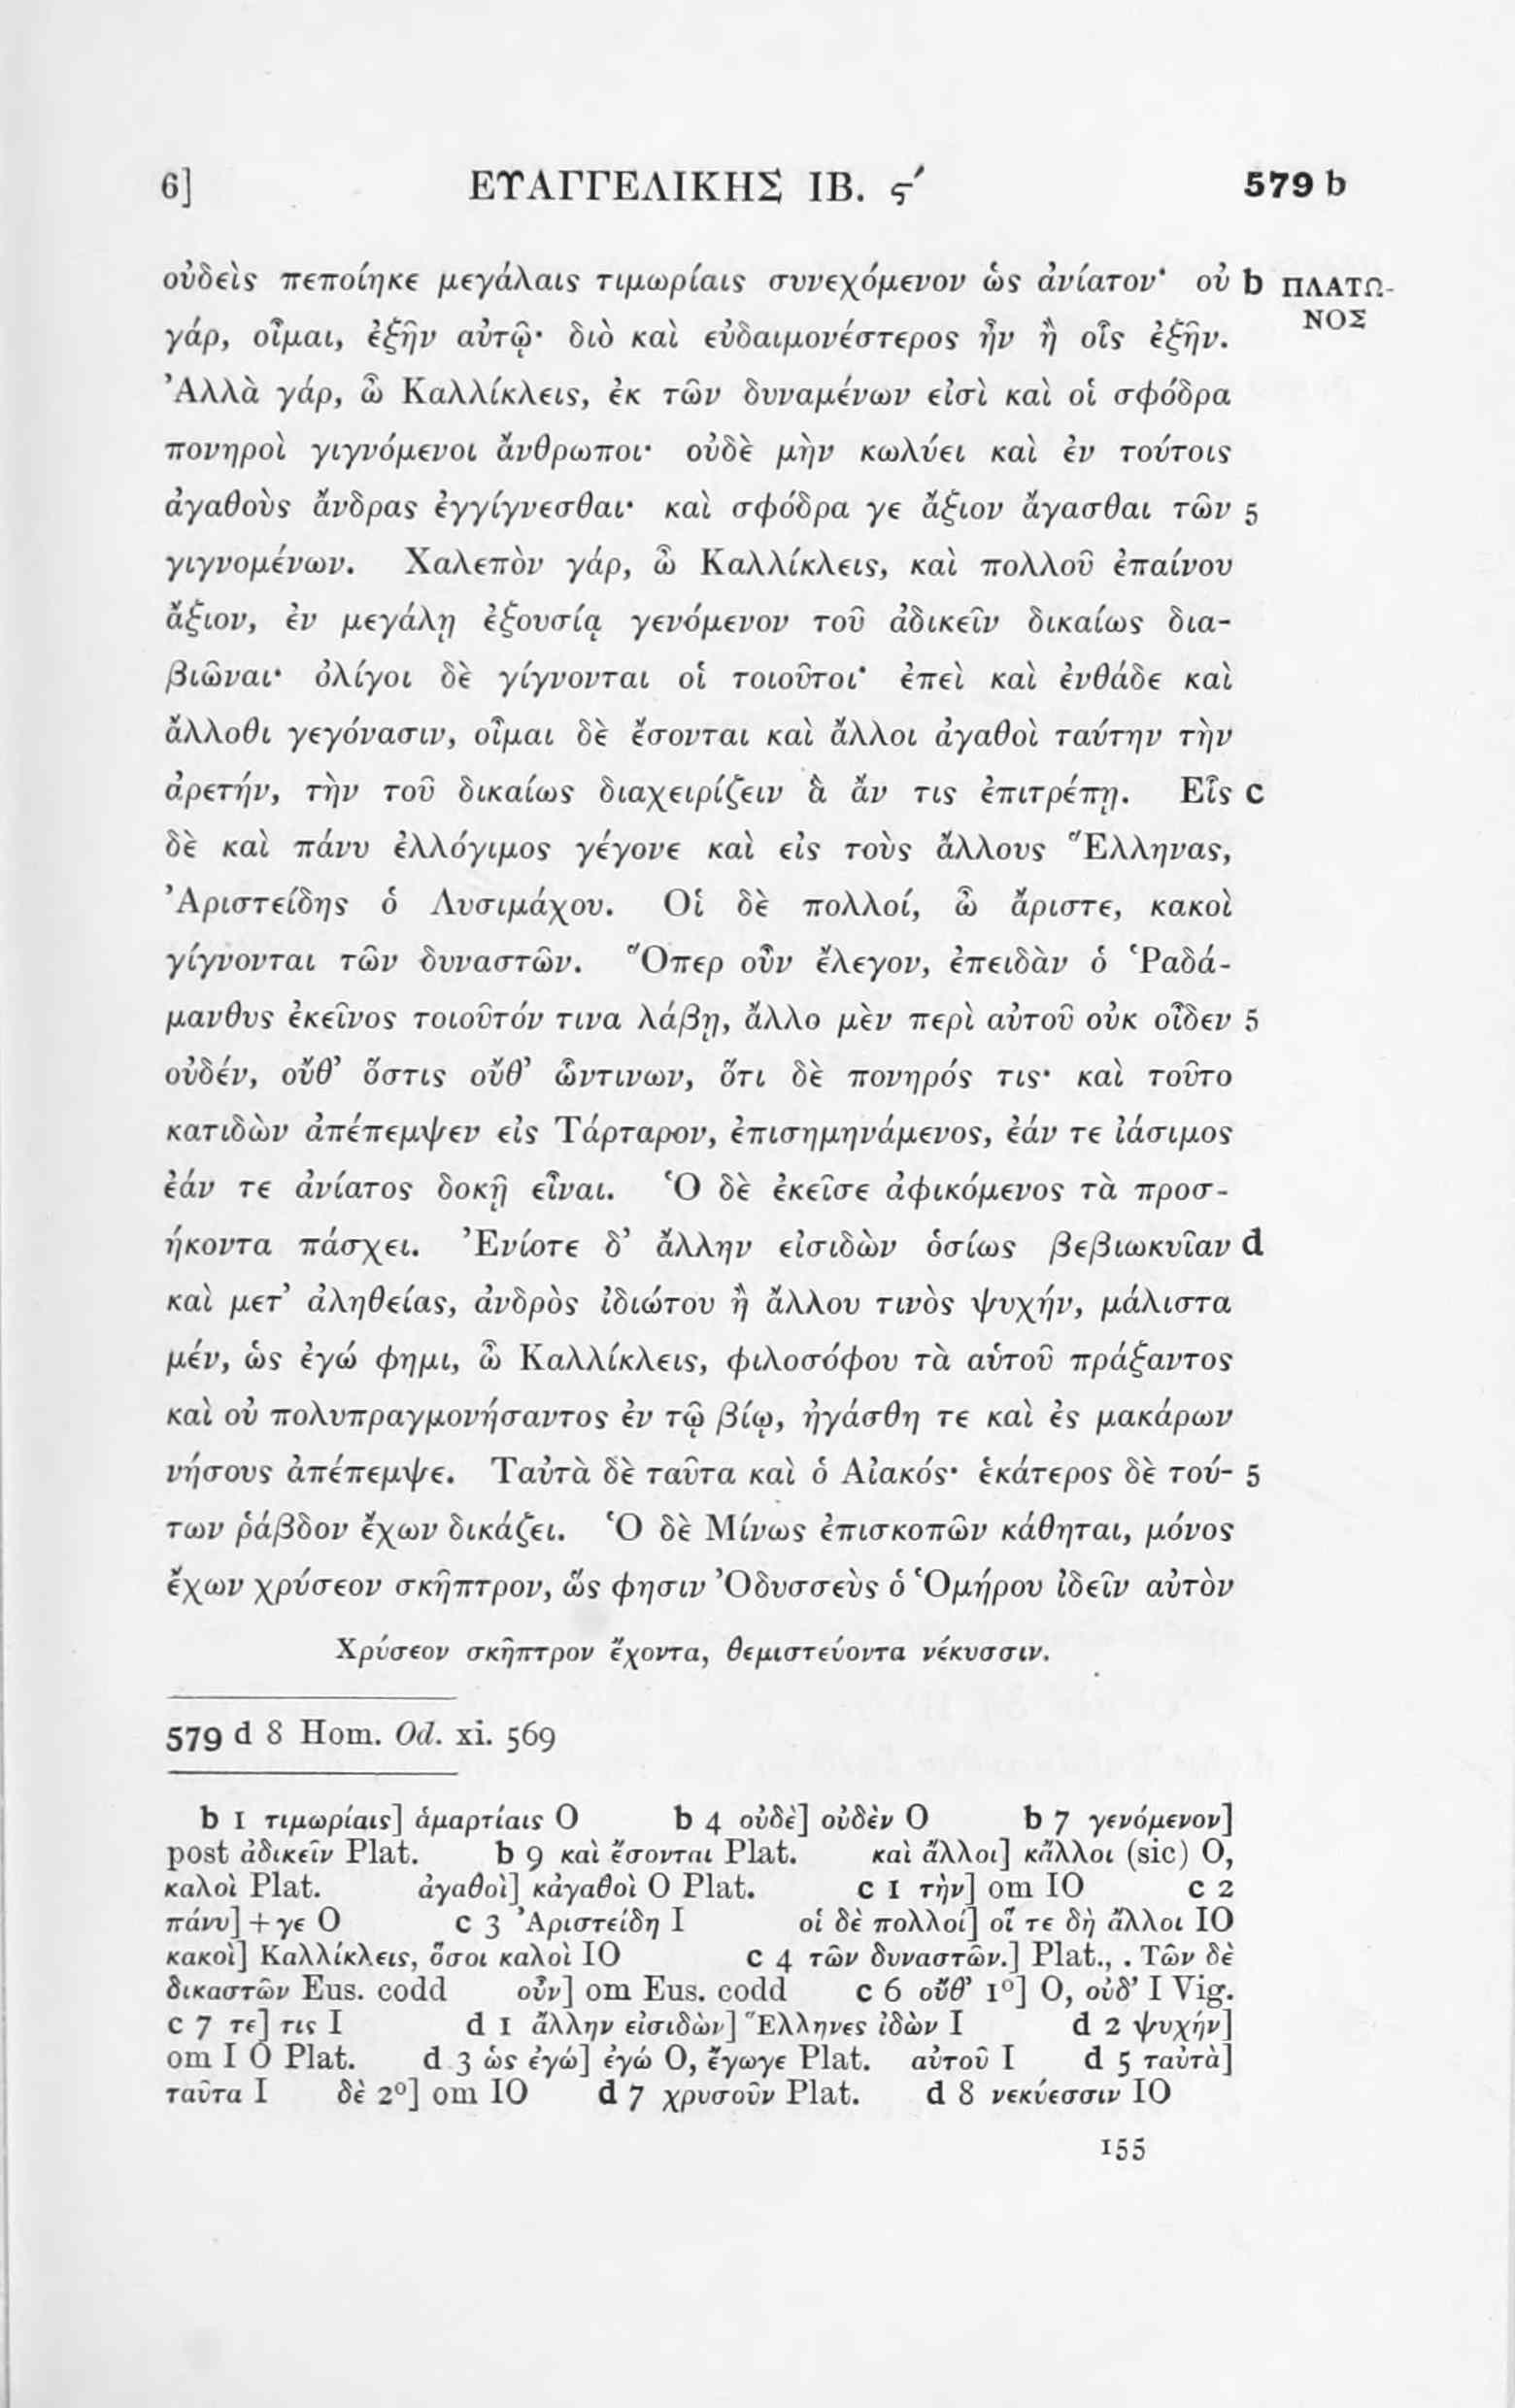 6] ΕΥΑΓΓΕΛΙΚΗΣ ΙΒ. ϛʹ 579 b
οὐδεὶς πεποίηκε μεγάλαις τιμωρίαις συνεχόμενον ὡς ἀνίατον· οὐ b ΠΛΑΤΩ-
γάρ, οἶμαι, ἐξῆν αὐτῷ· διὸ καὶ εὐδαιμονέστερος ἦν ἢ οἷς ἐξῆν. ΝΟΣ
Ἀλλὰ γάρ, ὦ Καλλίκλεις, ἐκ τῶν δυναμένων εἰσὶ καὶ οἱ σφόδρα
πονηροὶ γιγνόμενοι ἄνθρωποι· οὐδὲ μὴν κωλύει καὶ ἐν τούτοις
ἀγαθοὺς ἄνδρας ἐγγίγνεσθαι· καὶ σφόδρα γε ἄξιον ἄγασθαι τῶν 5
γιγνομένων. Χαλεπὸν γάρ, ὦ Καλλίκλεις, καὶ πολλοῦ ἐπαίνου
ἄξιον, ἐν μεγάλῃ ἐξουσίᾳ γενόμενον τοῦ ἀδικεῖν δικαίως δια-
βιῶναι· ὀλίγοι δὲ γίγνονται οἱ τοιοῦτοι· ἐπεὶ καὶ ἐνθάδε καὶ
ἄλλοθι γεγόνασιν, οἶμαι δὲ ἔσονται καὶ ἄλλοι ἀγαθοὶ ταύτην τὴν
ἀρετήν, τὴν τοῦ δικαίως διαχειρίζειν ἃ ἄν τις ἐπιτρέπῃ. Εἷς c
δὲ καὶ πάνυ ἐλλόγιμος γέγονε καὶ εἰς τοὺς ἄλλους Ἕλληνας,
Ἀριστείδης ὁ Λυσιμάχου. Οἱ δὲ πολλοί, ὦ ἄριστε, κακοὶ
γίγνονται τῶν δυναστῶν. Ὅπερ οὖν ἔλεγον, ἐπειδὰν ὁ Ῥαδά-
μανθυς ἐκεῖνος τοιοῦτόν τινα λάβῃ, ἄλλο μὲν περὶ αὐτοῦ οὐκ οἶδεν 5
οὐδέν, οὔθ’ ὅστις οὔθ’ ὧντινων, ὅτι δὲ πονηρός τις· καὶ τοῦτο
κατιδὼν ἀπέπεμψεν εἰς Τάρταρον, ἐπισημηνάμενος, ἐάν τε ἰάσιμος
ἐάν τε ἀνίατος δοκῇ εἶναι. Ὁ δὲ ἐκεῖσε ἀφικόμενος τὰ προσ-
ήκοντα πάσχει. Ἐνίοτε δ’ ἄλλην εἰσιδὼν ὁσίως βεβιωκυῖαν d
καὶ μετ’ ἀληθείας, ἀνδρὸς ἰδιώτου ἢ ἄλλου τινὸς ψυχήν, μάλιστα
μέν, ὡς ἐγώ φημι, ὦ Καλλίκλεις, φιλοσόφου τὰ αὑτοῦ πράξαντος
καὶ οὐ πολυπραγμονήσαντος ἐν τῷ βίῳ, ἠγάσθη τε καὶ ἐς μακάρων
νήσους ἀπέπεμψε. Ταὐτὰ δὲ ταῦτα καὶ ὁ Αἰακός· ἑκάτερος δὲ τού- 5
των ῥάβδον ἔχων δικάζει. Ὁ δὲ Μίνως ἐπισκοπῶν κάθηται, μόνος
ἔχων χρύσεον σκῆπτρον, ὥς φησιν Ὀδυσσεὺς ὁ Ὁμήρου ἰδεῖν αὐτὸν
Χρύσεον σκῆπτρον ἔχοντα, θεμιστεύοντα νέκυσσιν.
579 d 8 Hom. Od. xi. 569
b 1 τιμωρίαις] ἁμαρτίαις O b 4 οὐδὲ] οὐδὲν O b 7 γενόμενον]
post ἀδικεῖν Plat. b 9 καὶ ἔσονται Plat. καὶ ἄλλοι] κἄλλοι (sic) O,
καλοὶ Plat. ἀγαθοὶ] κἀγαθοὶ O Plat. c 1 τὴν] om IO c 2
πάνυ] + γε O c 3 Ἀριστείδη I οἱ δὲ πολλοί] οἵ τε δὴ ἄλλοι IO
κακοὶ] Καλλίκλεις, ὅσοι καλοὶ IO c 4 τῶν δυναστῶν.] Plat., . Τῶν δὲ
δικαστῶν Eus. codd οὖν] om Eus. codd c 6 οὔθ’ 1º] O, οὐδ’ I Vig.
c 7 τε] τις I d 1 ἄλλην εἰσιδὼν] Ἕλληνες ἰδὼν I d 2 ψυχήν]
om I O Plat. d 3 ὡς ἐγώ] ἐγώ O, ἔγωγε Plat. αὐτοῦ I d 5 ταὐτὰ]
ταῦτα I δὲ 2º] om IO d 7 χρυσοῦν Plat. d 8 νεκύεσσιν IO
155